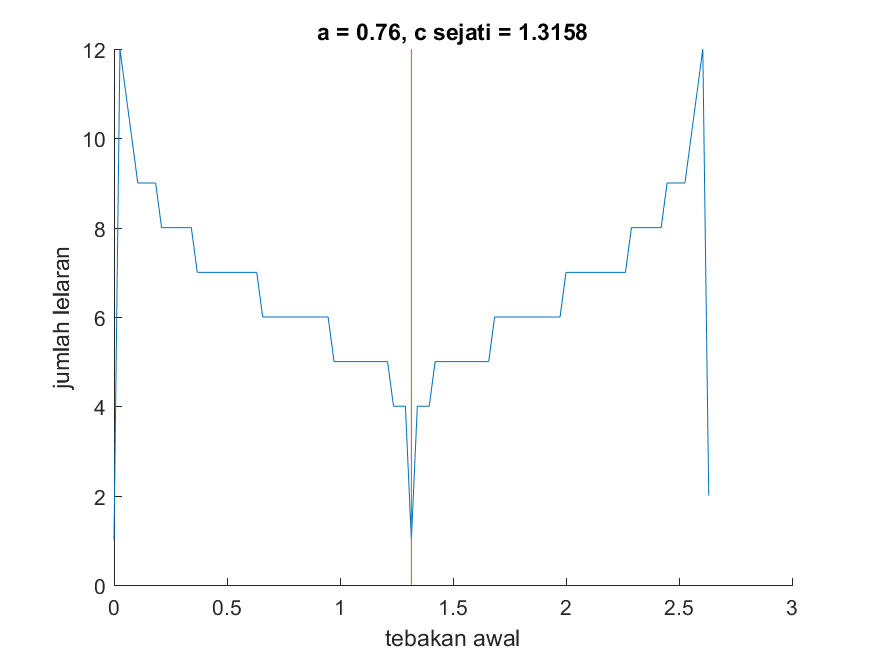 a = 0.76, c sejati = 1.3158
jumlah lelaran
12
10
8
6
4
2
0
0 0.5 1 1.5 2 2.5 3
tebakan awal